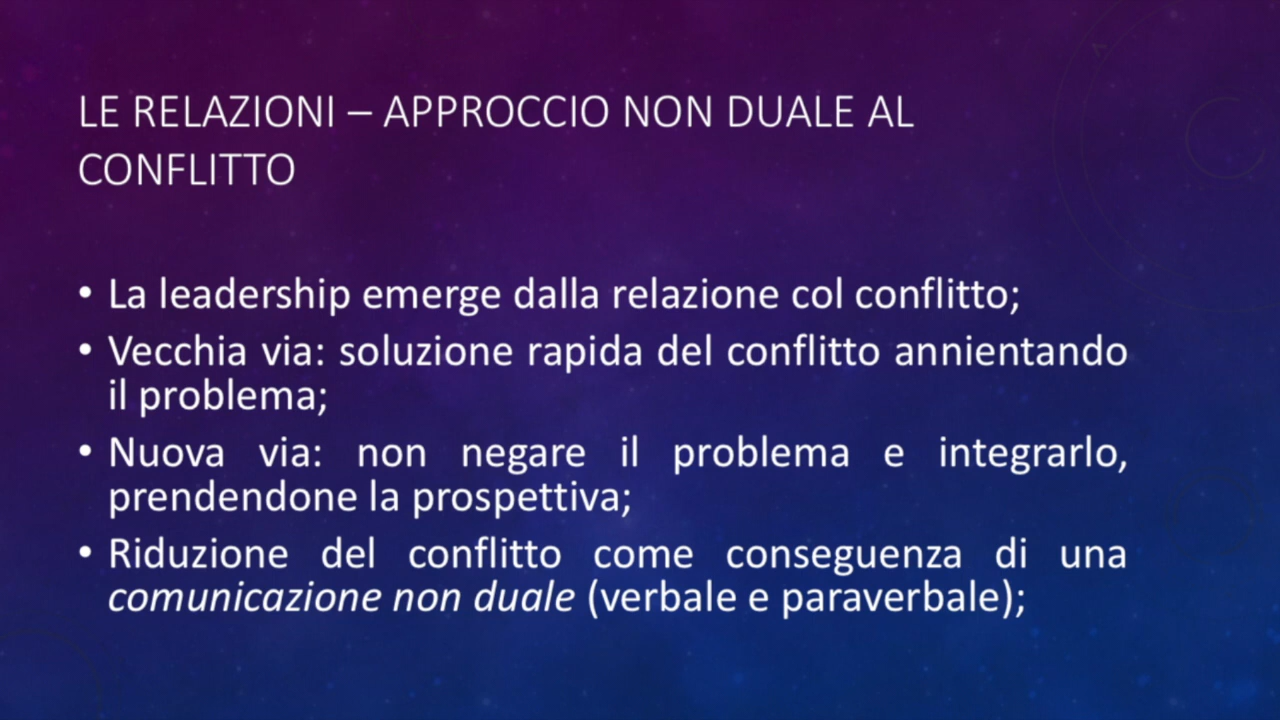 LE RELAZIONI – APPROCCIO NON DUALE AL
CONFLITTO
• La leadership emerge dalla relazione col conflitto;
• Vecchia via: soluzione rapida del conflitto annientando
il problema;
• Nuova via: non negare il problema e integrarlo,
prendendone la prospettiva;
• Riduzione del conflitto come conseguenza di una
comunicazione non duale (verbale e paraverbale);